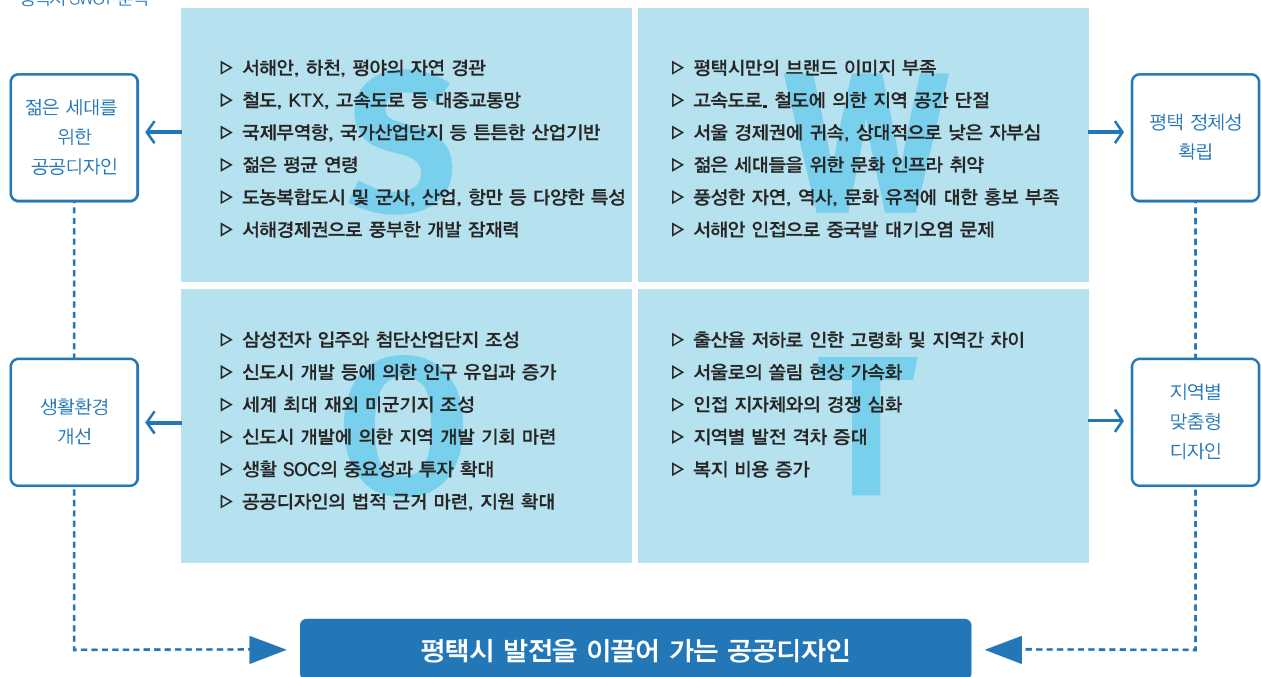 평택시 SWOT 분석
젊은 세대를
위한
공공디자인
S
▷ 서해안, 하천, 평야의 자연 경관
▷ 철도, KTX, 고속도로 등 대중교통망
▷ 국제무역항, 국가산업단지 등 튼튼한 산업기반
▷ 젊은 평균 연령
▷ 도농복합도시 및 군사, 산업, 항만 등 다양한 특성
▷ 서해경제권으로 풍부한 개발 잠재력
W
▷ 평택시만의 브랜드 이미지 부족
▷ 고속도로, 철도에 의한 지역 공간 단절
▷ 서울 경제권에 귀속, 상대적으로 낮은 자부심
▷ 젊은 세대들을 위한 문화 인프라 취약
▷ 풍성한 자연, 역사, 문화 유적에 대한 홍보 부족
▷ 서해안 인접으로 중국발 대기오염 문제
평택 정체성
확립
생활환경
개선
O
▷ 삼성전자 입주와 첨단산업단지 조성
▷ 신도시 개발 등에 의한 인구 유입과 증가
▷ 세계 최대 재외 미군기지 조성
▷ 신도시 개발에 의한 지역 개발 기회 마련
▷ 생활 SOC의 중요성과 투자 확대
▷ 공공디자인의 법적 근거 마련, 지원 확대
T
▷ 출산율 저하로 인한 고령화 및 지역간 차이
▷ 서울로의 쏠림 현상 가속화
▷ 인접 지자체와의 경쟁 심화
▷ 지역별 발전 격차 증대
▷ 복지 비용 증가
지역별
맞춤형
디자인
평택시 발전을 이끌어 가는 공공디자인